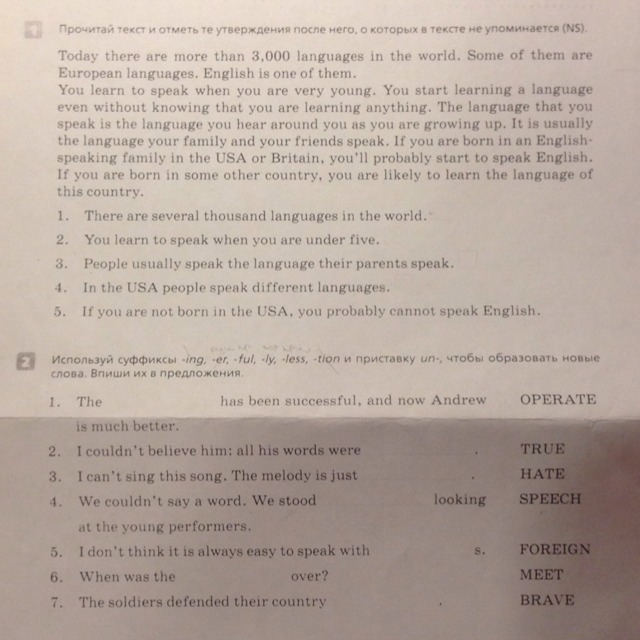 1 Прочитай текст и отметь те утверждения после него, о которых в тексте не упоминается (NS).
Today there are more than 3,000 languages in the world. Some of them are
European languages. English is one of them.
You learn to speak when you are very young. You start learning a language
even without knowing that you are learning anything. The language that you
speak is the language you hear around you as you are growing up. It is usually
the language your family and your friends speak. If you are born in an English-
speaking family in the USA or Britain, you'll probably start to speak English.
If you are born in some other country, you are likely to learn the language of
this country.
1. There are several thousand languages in the world.
2. You learn to speak when you are under five.
3. People usually speak the language their parents speak.
4. In the USA people speak different languages.
5. If you are not born in the USA, you probably cannot speak English.
2 Используй суффиксы -ing, -er, -ful, -ly, -less, -tion и приставку un-, чтобы образовать новые
слова. Впиши их в предложения.
1. The has been successful, and now Andrew OPERATE
is much better.
2. I couldn't believe him: all his words were . TRUE
3. I can't sing this song. The melody is just . HATE
4. We couldn't say a word. We stood looking SPEECH
at the young performers.
5. I don't think it is always easy to speak with s. FOREIGN
6. When was the over? MEET
7. The soldiers defended their country . BRAVE